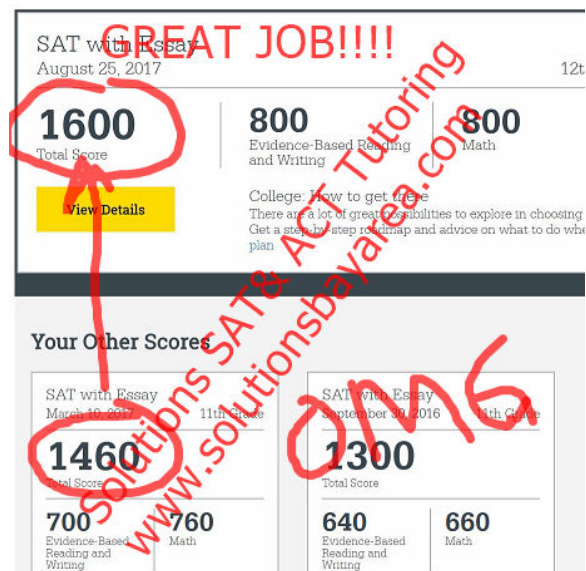 GREAT JOB!!!!
SAT with Essay
August 25, 2017
12t
1600
Total Score
800
Evidence-Based Reading
and Writing
800
Math
View Details
College: How to get there
There are a lot of great possibilities to explore in choosing
Get a step-by-step roadmap and advice on what to do whe
plan
Solutions SAT& ACT Tutoring
www.solutionsbayarea.com
Your Other Scores
SAT with Essay
March 10, 2017
11th Grade
1460
Total Score
700
Evidence-Based
Reading and
Writing
760
Math
OMG
SAT with Essay
September 30, 2016
11th Grade
1300
Total Score
640
Evidence-Based
Reading and
Writing
660
Math